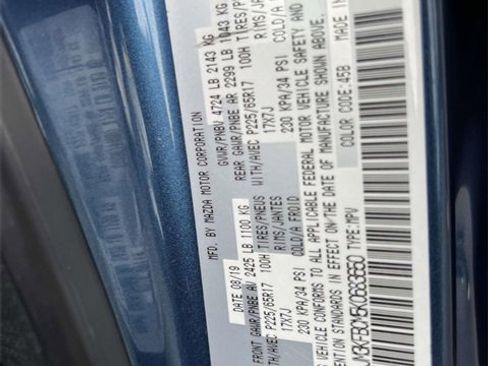 MFD. BY MAZDA MOTOR CORPORATION
DATE 08/19 GVWR/PNBV 4724 LB 2143 KG
FRONT GAWR/PNBE AV 2425 LB 1100 KG REAR GAWR/PNBE AR 2299 LB 1043 KG
TIRES/PNEUS WITH/AVEC P225/65R17 100H TIRES/
P225/65R17 100H RIMS/JANTES 17X7J RIMS/
17X7J COLD/A FROID 230 KPA/34 PSI
230 KPA/34 PSI
VEHICLE CONFORMS TO ALL APPLICABLE FEDERAL MOTOR VEHICLE SAFETY AND
PREVENTION STANDARDS IN EFFECT ON THE DATE OF MANUFACTURE SHOWN ABOVE.
TYPE:MPV COLOR CODE:45B